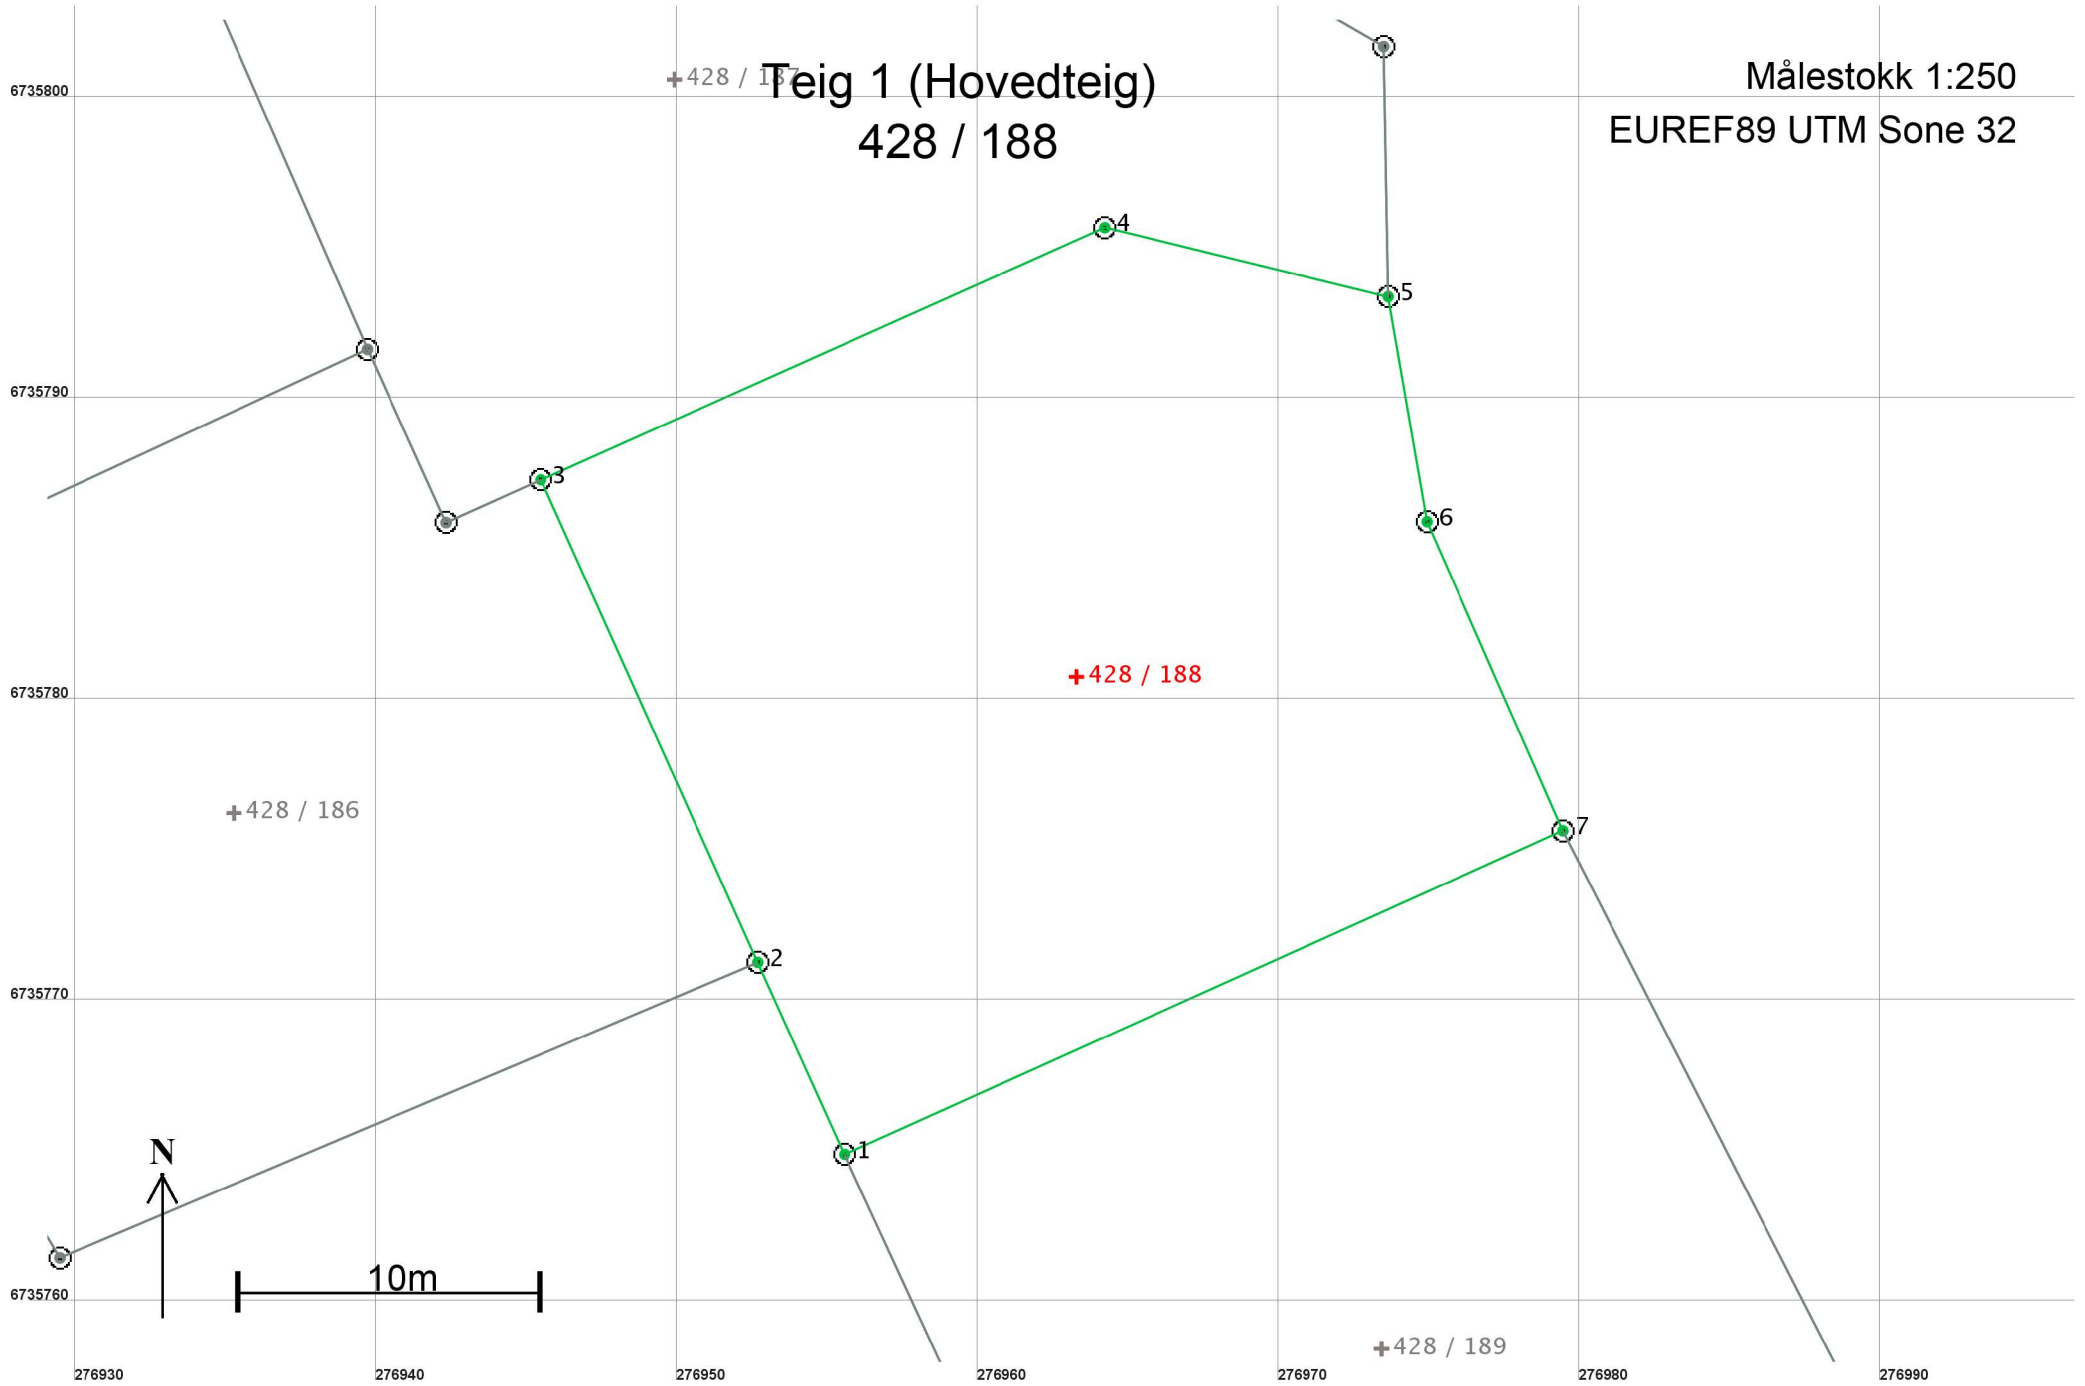 Teig 1 (Hovedteig)
428 / 188
Målestokk 1:250
EUREF89 UTM Sone 32
428 / 187
6735800
4
5
6735790
3
6
428 / 188
6735780
428 / 186
7
2
6735770
1
N
10m
6735760
428 / 189
276930 276940 276950 276960 276970 276980 276990